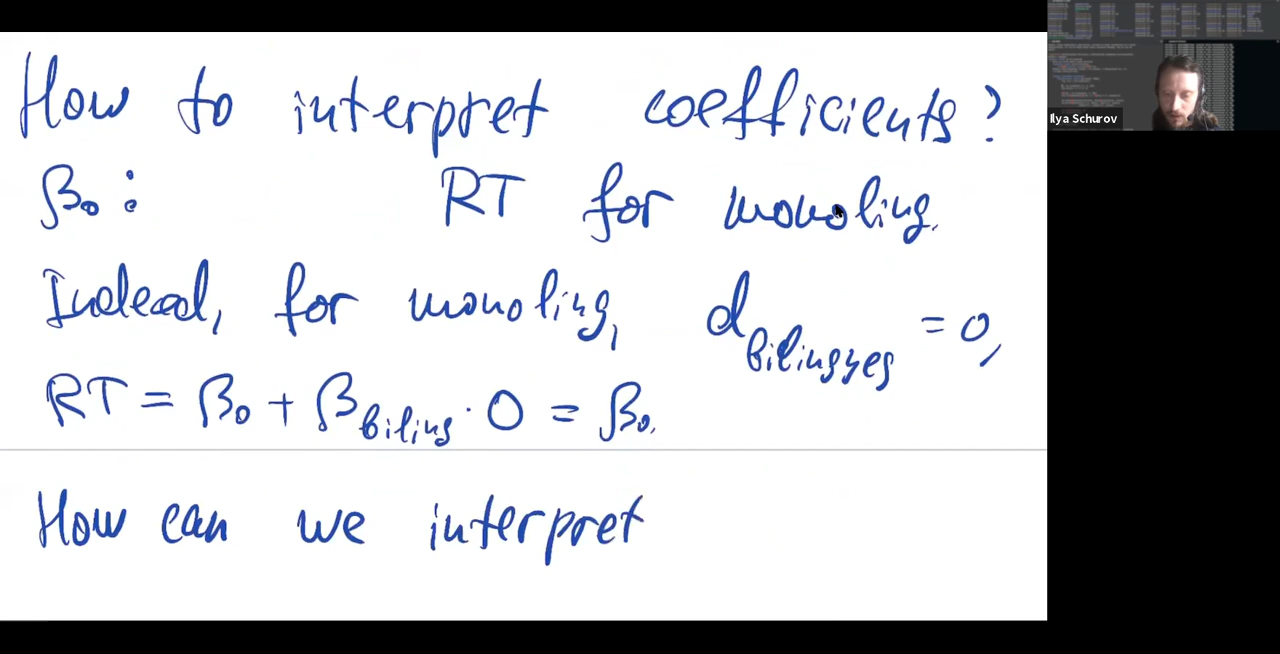 How to interpret coefficients?
β₀: RT for monoling.
Indeed, for monoling, d_bilingyes = 0,
RT = β₀ + β_biling · 0 = β₀.
How can we interpret
Ilya Schurov